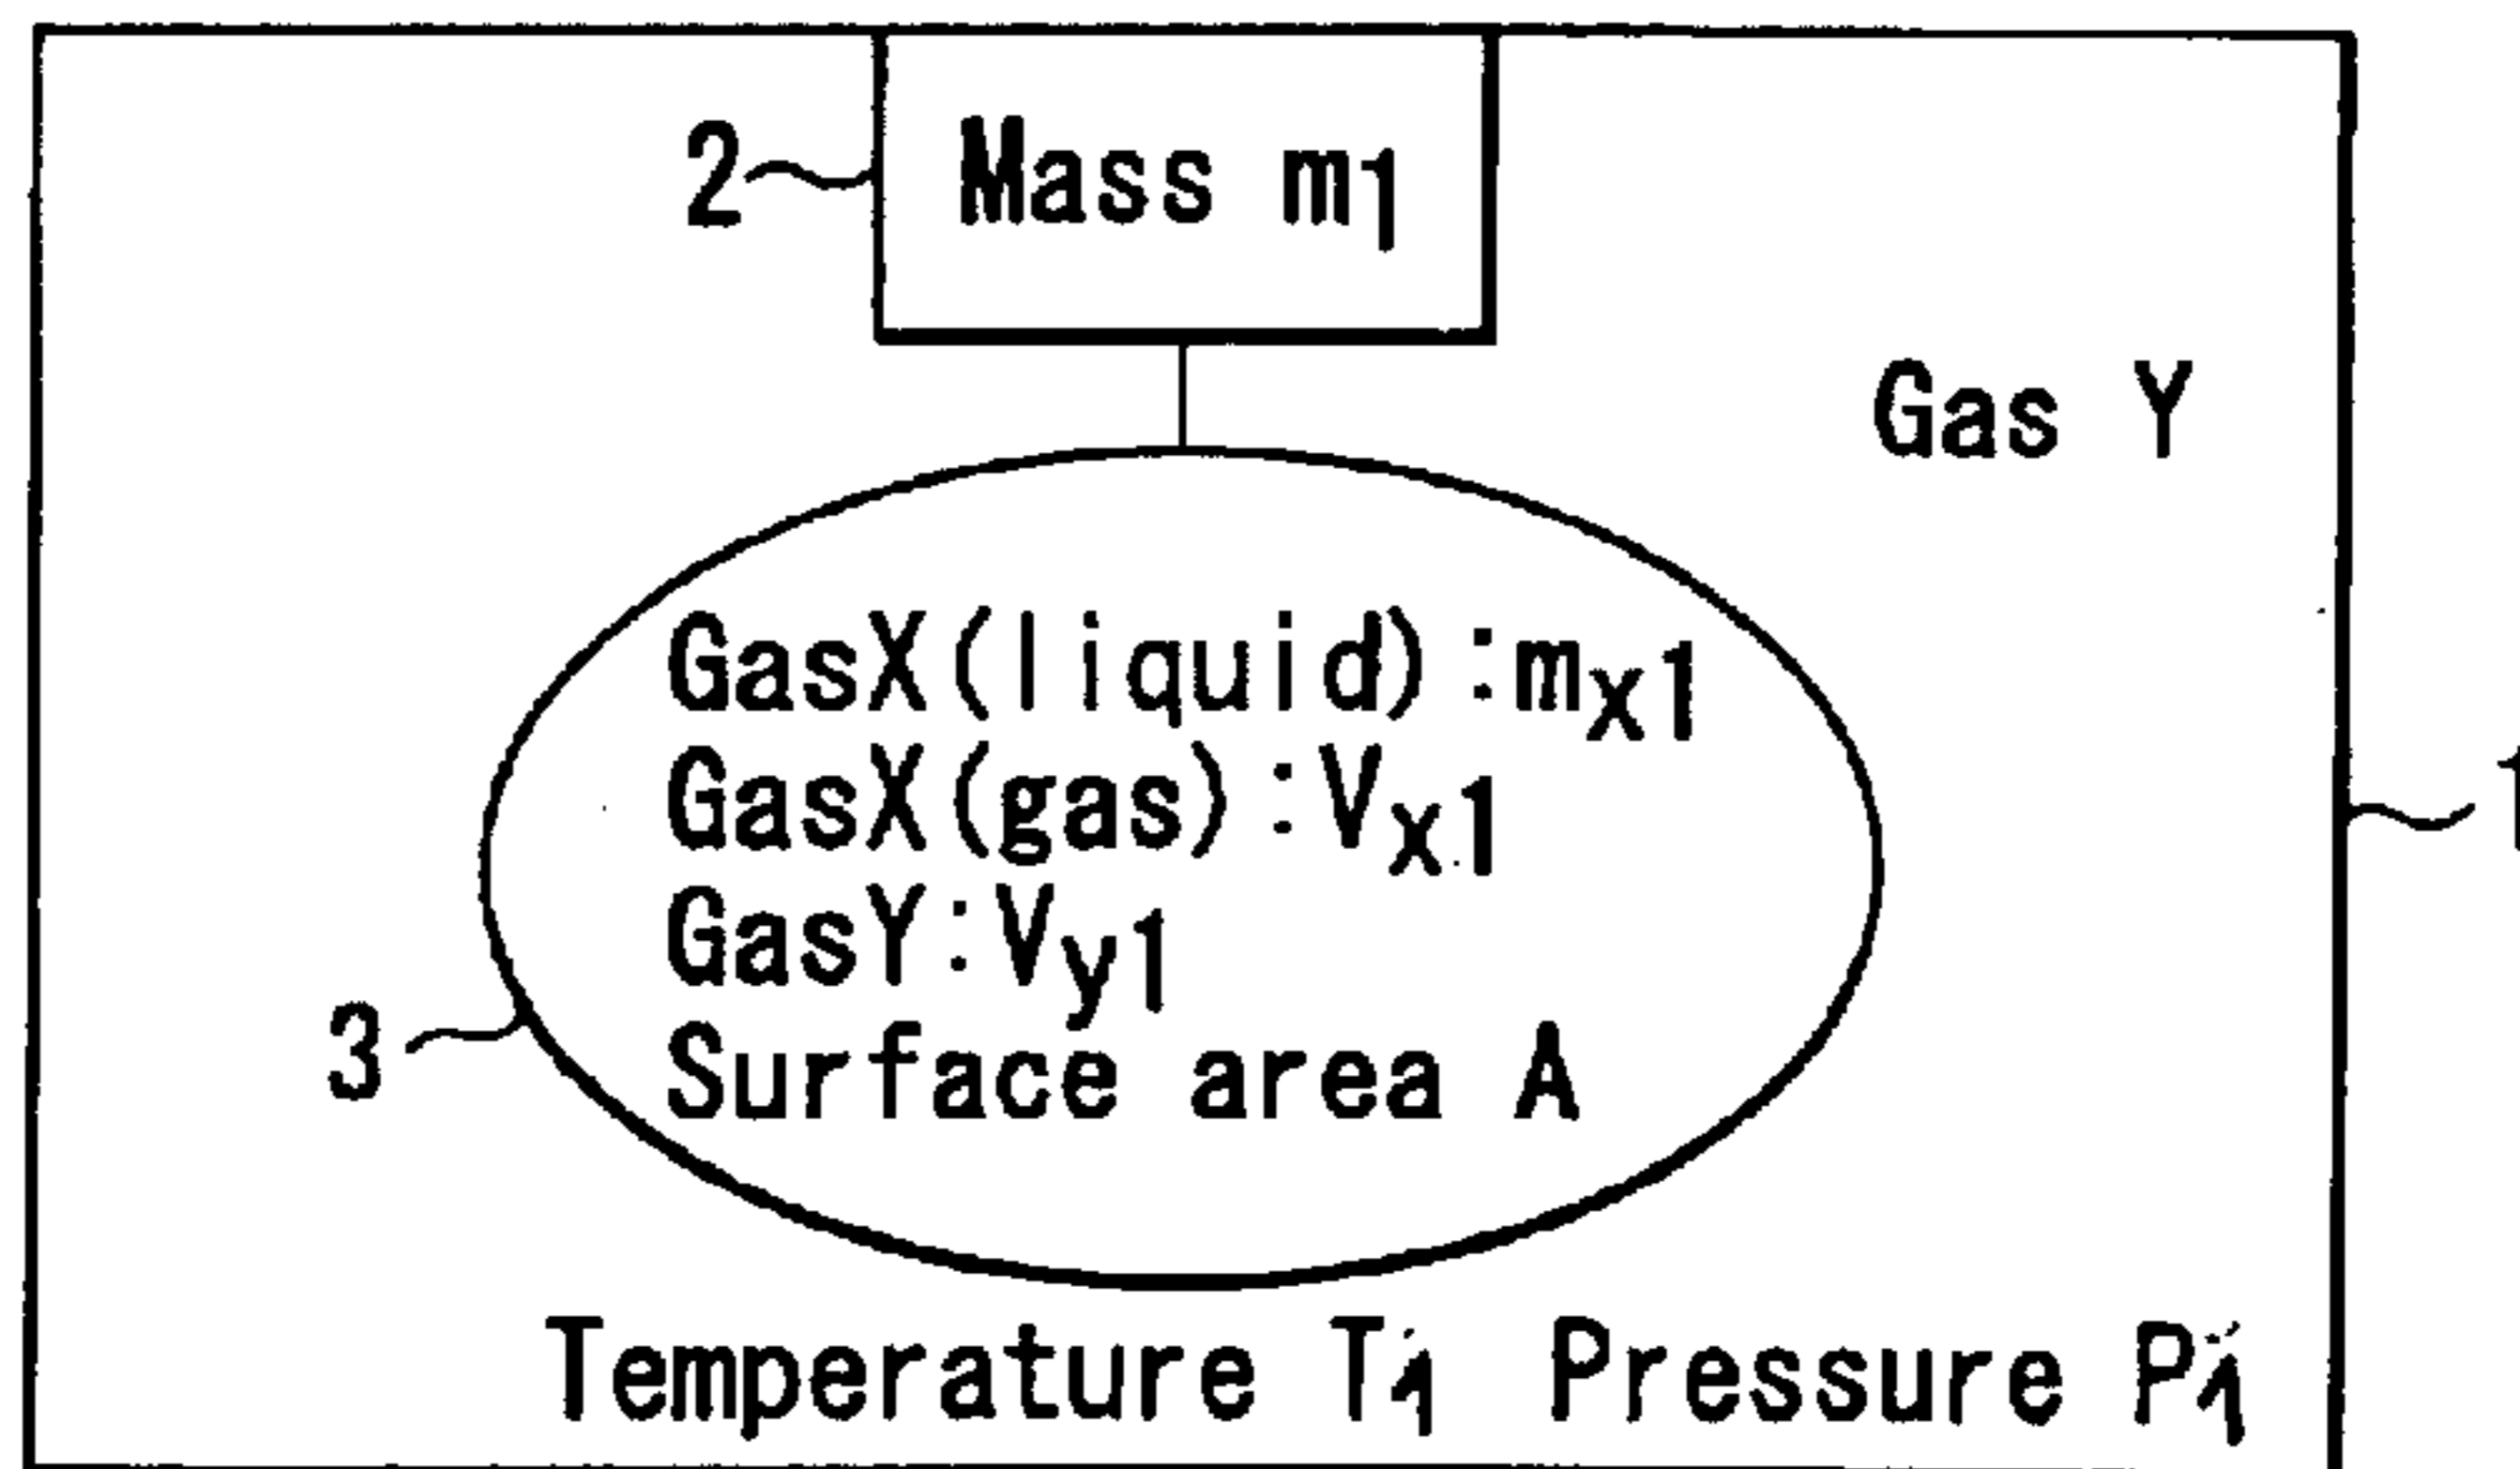 2 Mass m1
Gas Y
GasX(liquid):mx1
GasX(gas):Vx1
1
GasY:Vy1
3
Surface area A
Temperature T1 Pressure P1